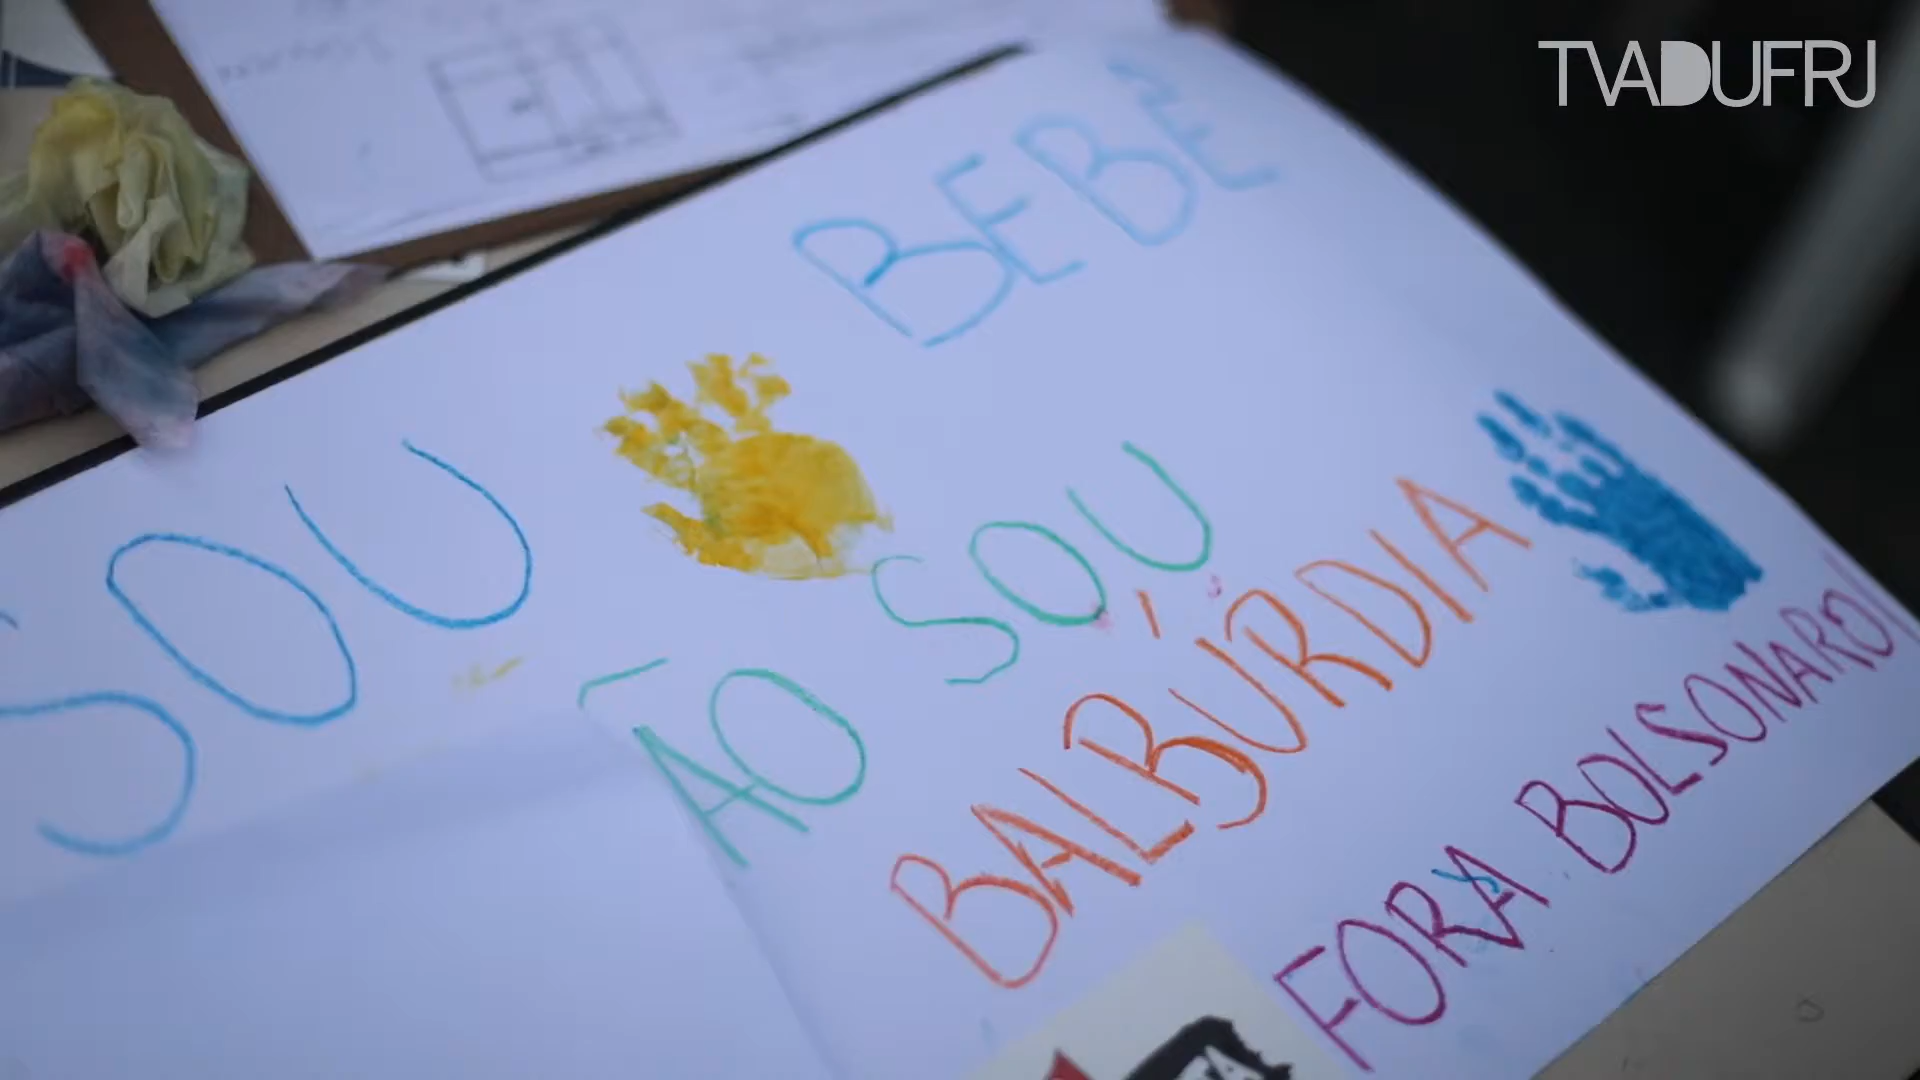 TVADUFRJ
SOU BEBÊ
ÃO SOU
BALBÚRDIA
FORA BOLSONARO!